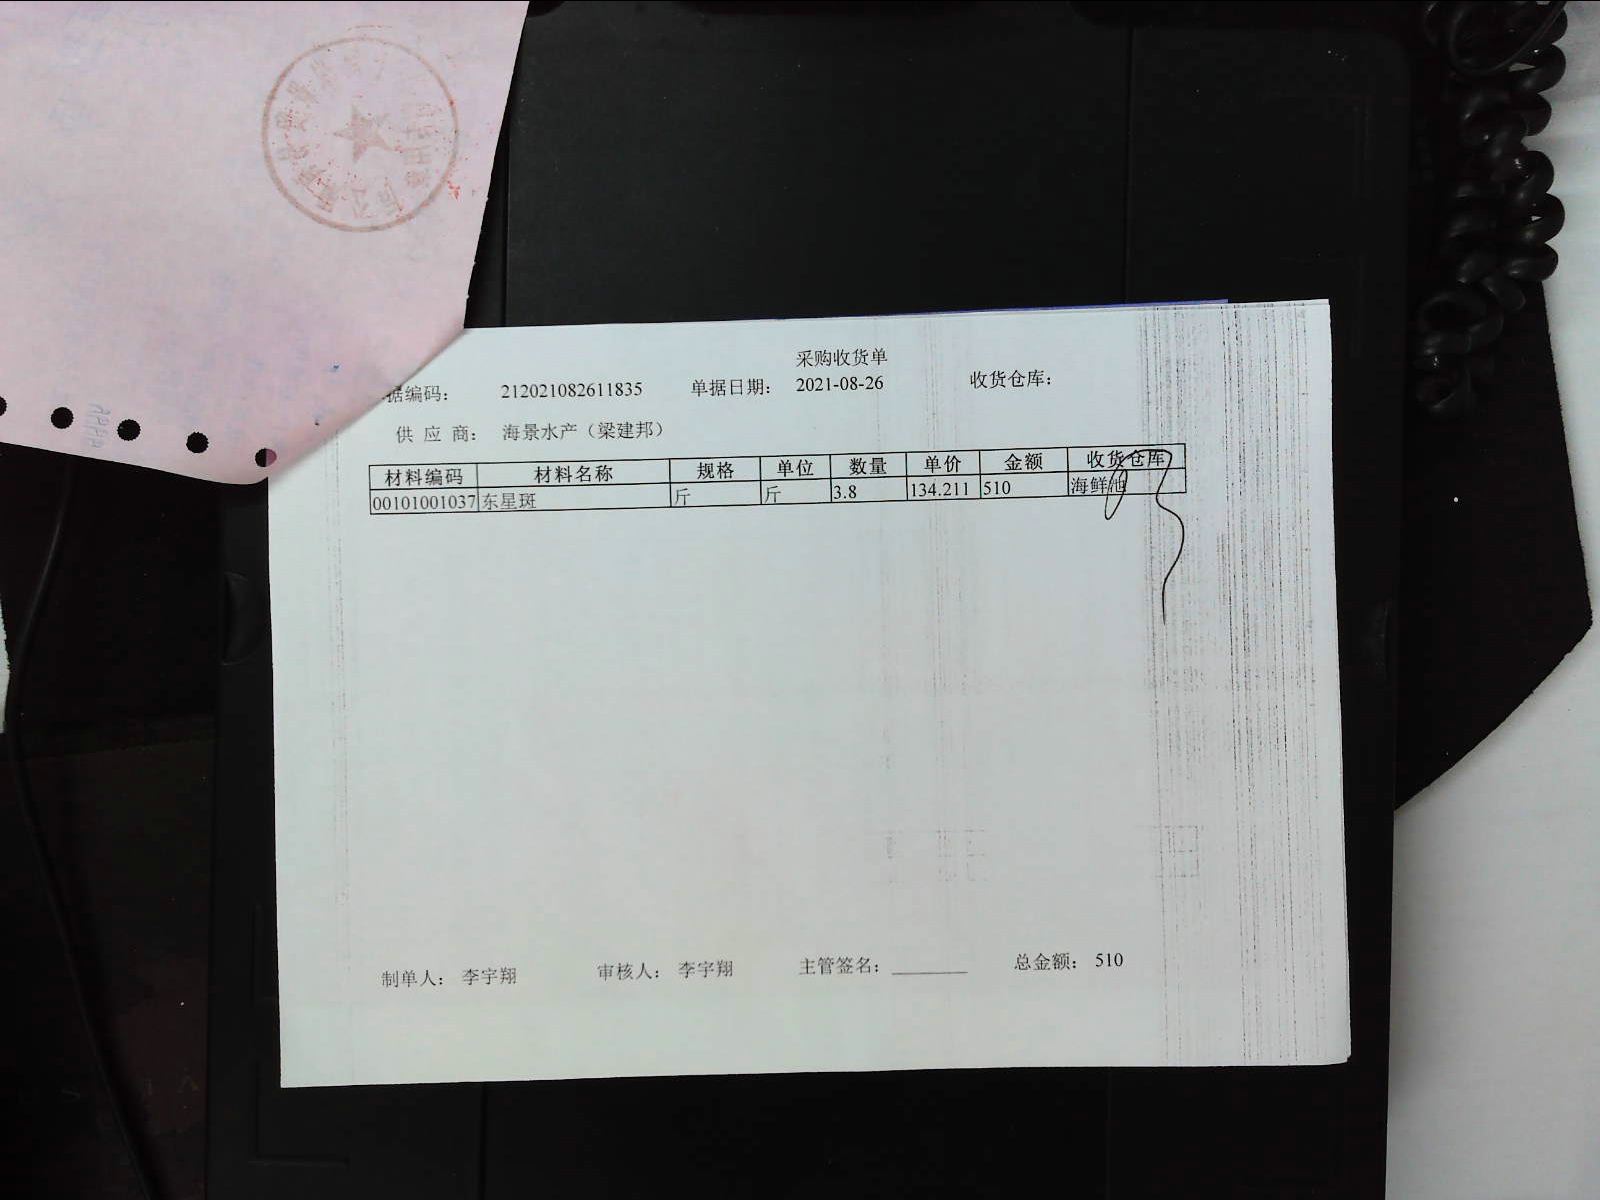 采购收货单
据编码： 212021082611835 单据日期： 2021-08-26 收货仓库：
供 应 商： 海景水产（梁建邦）
材料编码 材料名称 规格 单位 数量 单价 金额 收货仓库
00101001037 东星斑 斤 斤 3.8 134.211 510 海鲜池
制单人： 李宇翔 审核人： 李宇翔 主管签名： 总金额： 510